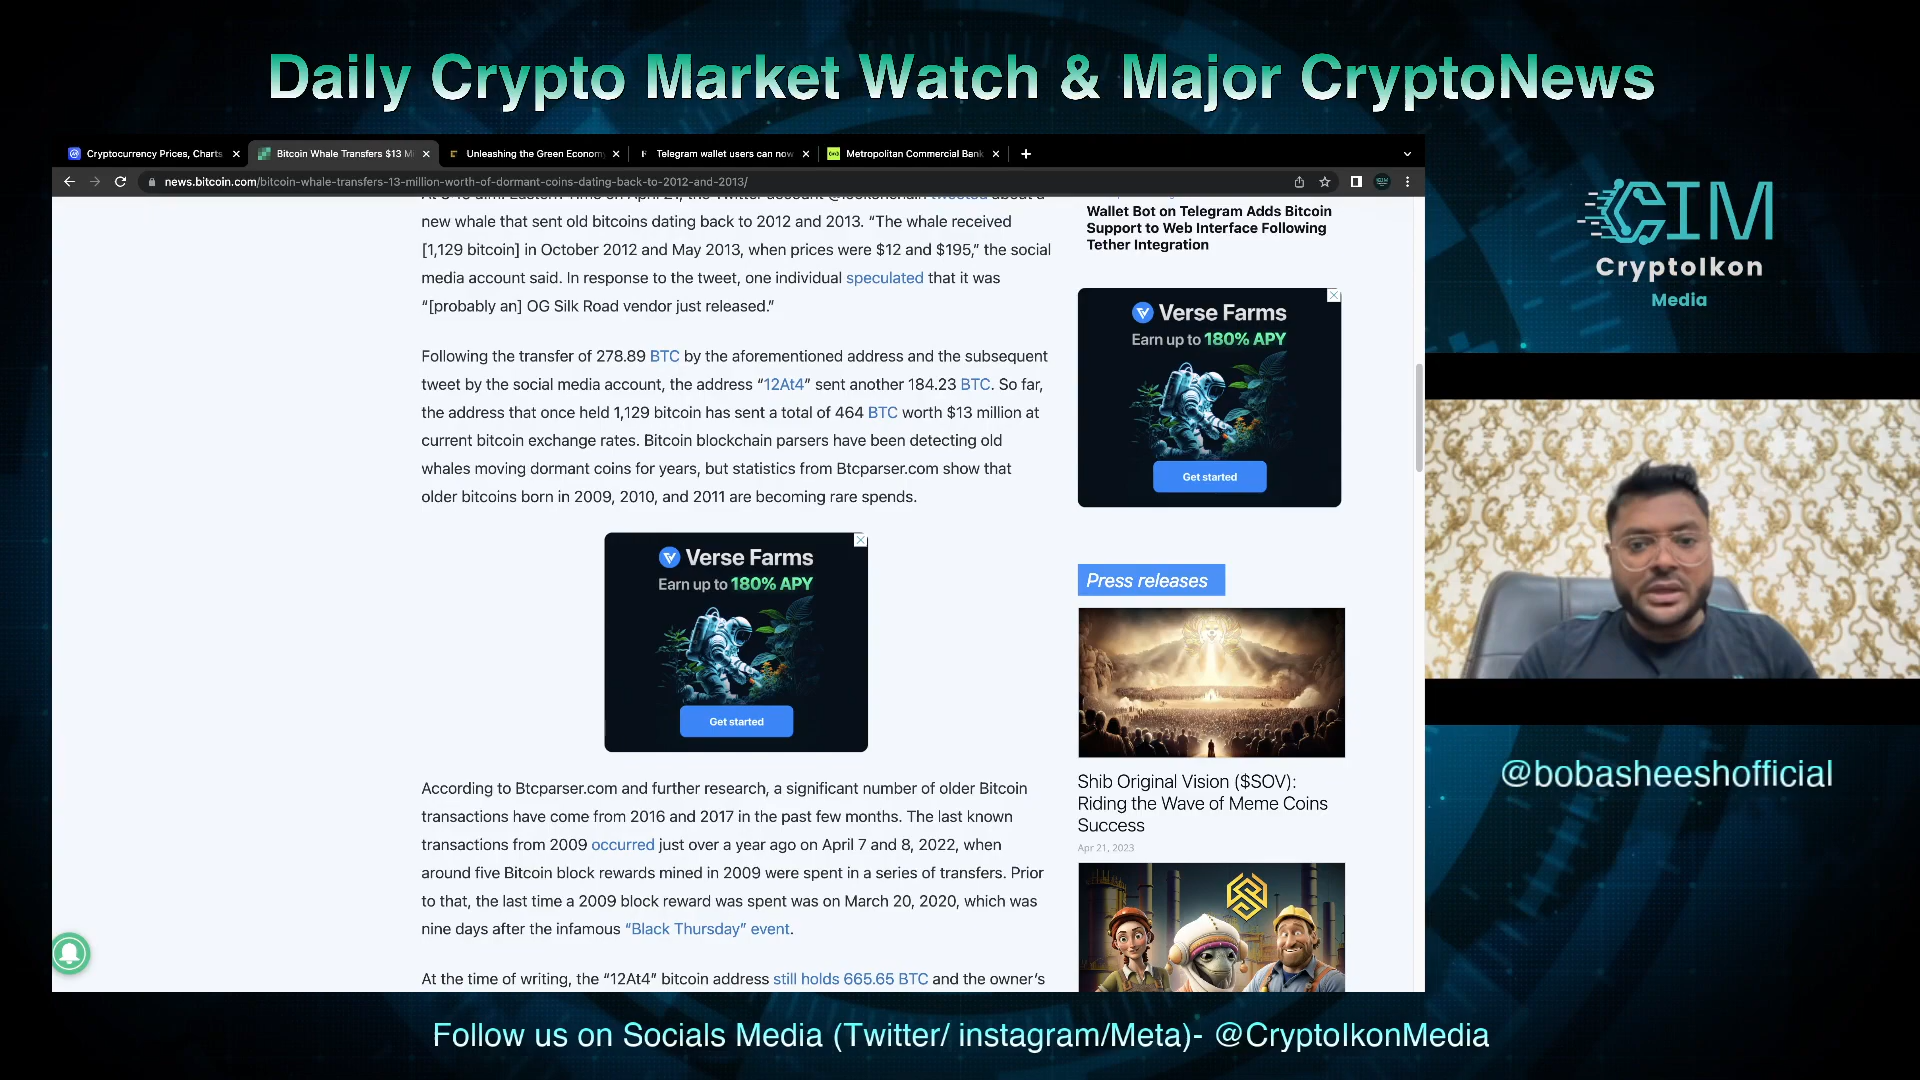 Daily Crypto Market Watch & Major CryptoNews
Cryptocurrency Prices, Charts
Bitcoin Whale Transfers $13 Mi
Unleashing the Green Economy
Telegram wallet users can now
Metropolitan Commercial Bank
news.bitcoin.com/bitcoin-whale-transfers-13-million-worth-of-dormant-coins-dating-back-to-2012-and-2013/
new whale that sent old bitcoins dating back to 2012 and 2013. “The whale received
[1,129 bitcoin] in October 2012 and May 2013, when prices were $12 and $195,” the social
media account said. In response to the tweet, one individual speculated that it was
“[probably an] OG Silk Road vendor just released.”
Following the transfer of 278.89 BTC by the aforementioned address and the subsequent
tweet by the social media account, the address “12At4” sent another 184.23 BTC. So far,
the address that once held 1,129 bitcoin has sent a total of 464 BTC worth $13 million at
current bitcoin exchange rates. Bitcoin blockchain parsers have been detecting old
whales moving dormant coins for years, but statistics from Btcparser.com show that
older bitcoins born in 2009, 2010, and 2011 are becoming rare spends.
Verse Farms
Earn up to 180% APY
Get started
According to Btcparser.com and further research, a significant number of older Bitcoin
transactions have come from 2016 and 2017 in the past few months. The last known
transactions from 2009 occurred just over a year ago on April 7 and 8, 2022, when
around five Bitcoin block rewards mined in 2009 were spent in a series of transfers. Prior
to that, the last time a 2009 block reward was spent was on March 20, 2020, which was
nine days after the infamous “Black Thursday” event.
At the time of writing, the “12At4” bitcoin address still holds 665.65 BTC and the owner’s
Wallet Bot on Telegram Adds Bitcoin
Support to Web Interface Following
Tether Integration
Verse Farms
Earn up to 180% APY
Get started
Press releases
Shib Original Vision ($SOV):
Riding the Wave of Meme Coins
Success
Apr 21, 2023
CIM
CryptoIkon
Media
@bobasheeshofficial
Follow us on Socials Media (Twitter/ instagram/Meta)- @CryptoIkonMedia